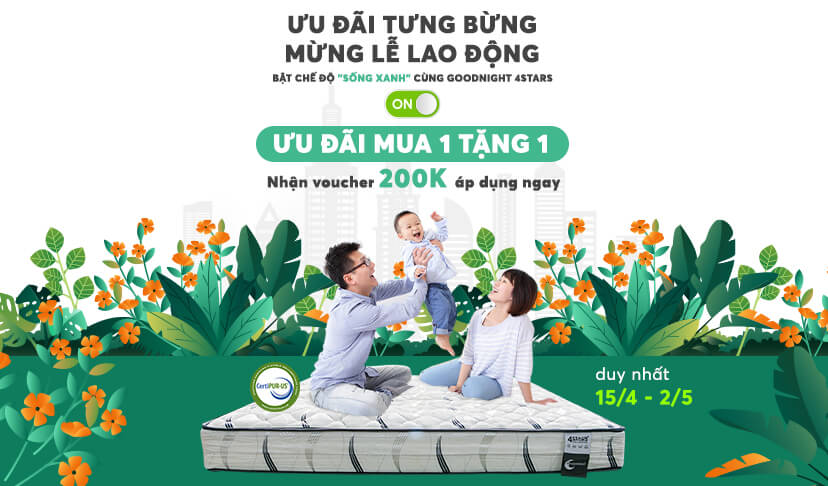 ƯU ĐÃI TƯNG BỪNG
MỪNG LỄ LAO ĐỘNG
BẬT CHẾ ĐỘ "SỐNG XANH" CÙNG GOODNIGHT 4STARS
ON
ƯU ĐÃI MUA 1 TẶNG 1
Nhận voucher 200K áp dụng ngay
CertiPUR-US
duy nhất
15/4 - 2/5
4STARS